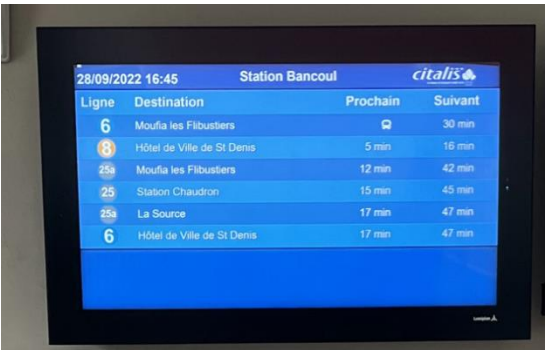 28/09/2022 16:45 Station Bancoul citalis
Ligne Destination Prochain Suivant
6 Moufia les Flibustiers 30 min
8 Hôtel de Ville de St Denis 5 min 16 min
25a Moufia les Flibustiers 12 min 42 min
25 Station Chaudron 15 min 45 min
25a La Source 17 min 47 min
6 Hôtel de Ville de St Denis 17 min 47 min